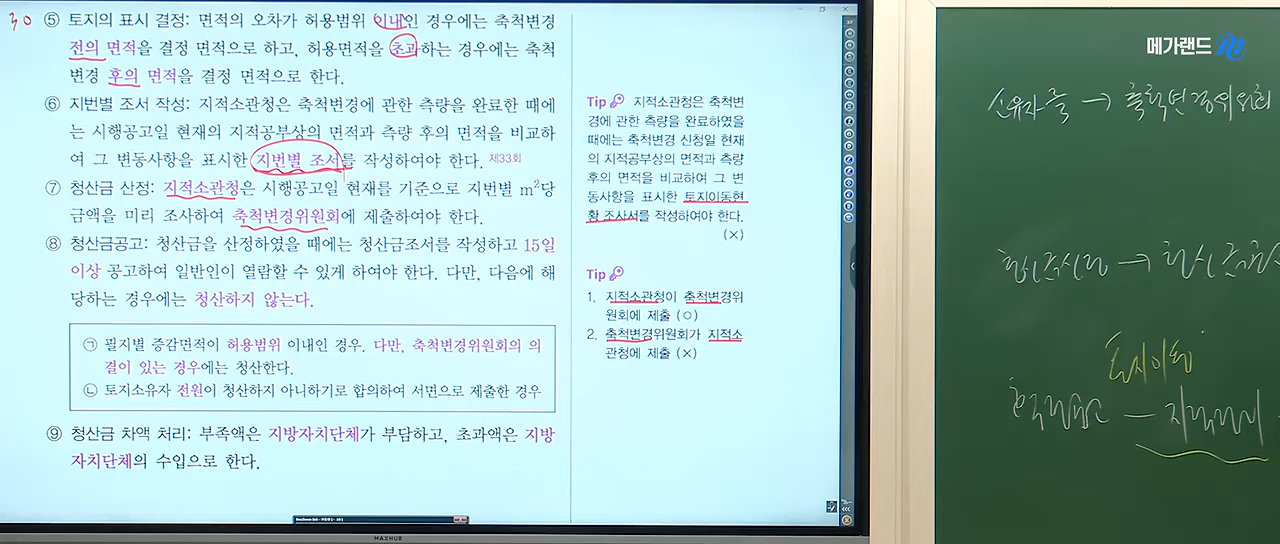 30 ⑤ 토지의 표시 결정: 면적의 오차가 허용범위 이내인 경우에는 축척변경
전의 면적을 결정 면적으로 하고, 허용면적을 초과하는 경우에는 축척
변경 후의 면적을 결정 면적으로 한다.
⑥ 지번별 조서 작성: 지적소관청은 축척변경에 관한 측량을 완료한 때에
는 시행공고일 현재의 지적공부상의 면적과 측량 후의 면적을 비교하
여 그 변동사항을 표시한 지번별 조서를 작성하여야 한다. 제33회
⑦ 청산금 산정: 지적소관청은 시행공고일 현재를 기준으로 지번별 m²당
금액을 미리 조사하여 축척변경위원회에 제출하여야 한다.
⑧ 청산금공고: 청산금을 산정하였을 때에는 청산금조서를 작성하고 15일
이상 공고하여 일반인이 열람할 수 있게 하여야 한다. 다만, 다음에 해
당하는 경우에는 청산하지 않는다.
㉠ 필지별 증감면적이 허용범위 이내인 경우. 다만, 축척변경위원회의 의
결이 있는 경우에는 청산한다.
㉡ 토지소유자 전원이 청산하지 아니하기로 합의하여 서면으로 제출한 경우
⑨ 청산금 차액 처리: 부족액은 지방자치단체가 부담하고, 초과액은 지방
자치단체의 수입으로 한다.
Tip 지적소관청은 축척변
경에 관한 측량을 완료하였을
때에는 축척변경 신청일 현재
의 지적공부상의 면적과 측량
후의 면적을 비교하여 그 변
동사항을 표시한 토지이동현
황 조사서를 작성하여야 한다.
(×)
Tip
1. 지적소관청이 축척변경위
원회에 제출 (○)
2. 축척변경위원회가 지적소
관청에 제출 (×)
MAXHUB
메가랜드
→ 축척변경위원회
토지이동